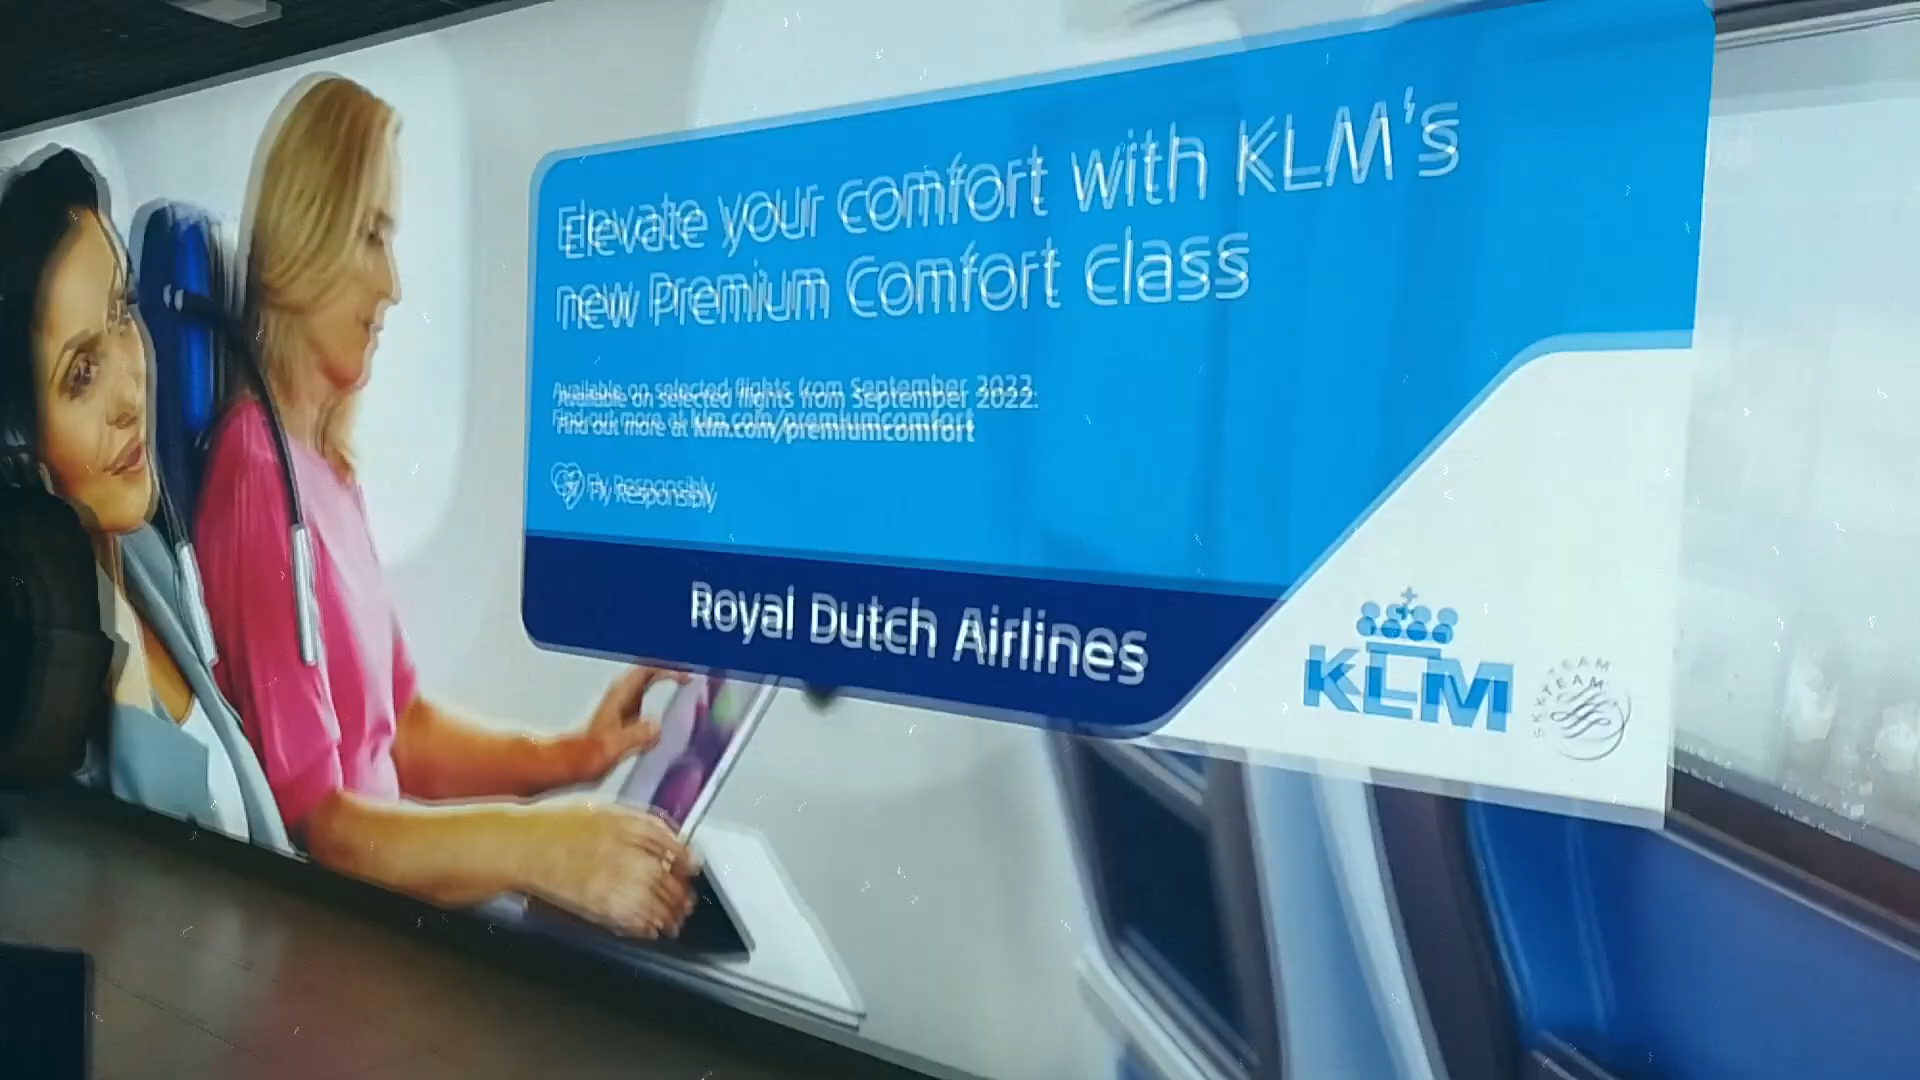 Elevate your comfort with KLM's
new Premium Comfort class
Available on selected flights from September 2022.
Find out more at klm.com/premiumcomfort
Fly Responsibly
Royal Dutch Airlines
KLM
SKYTEAM